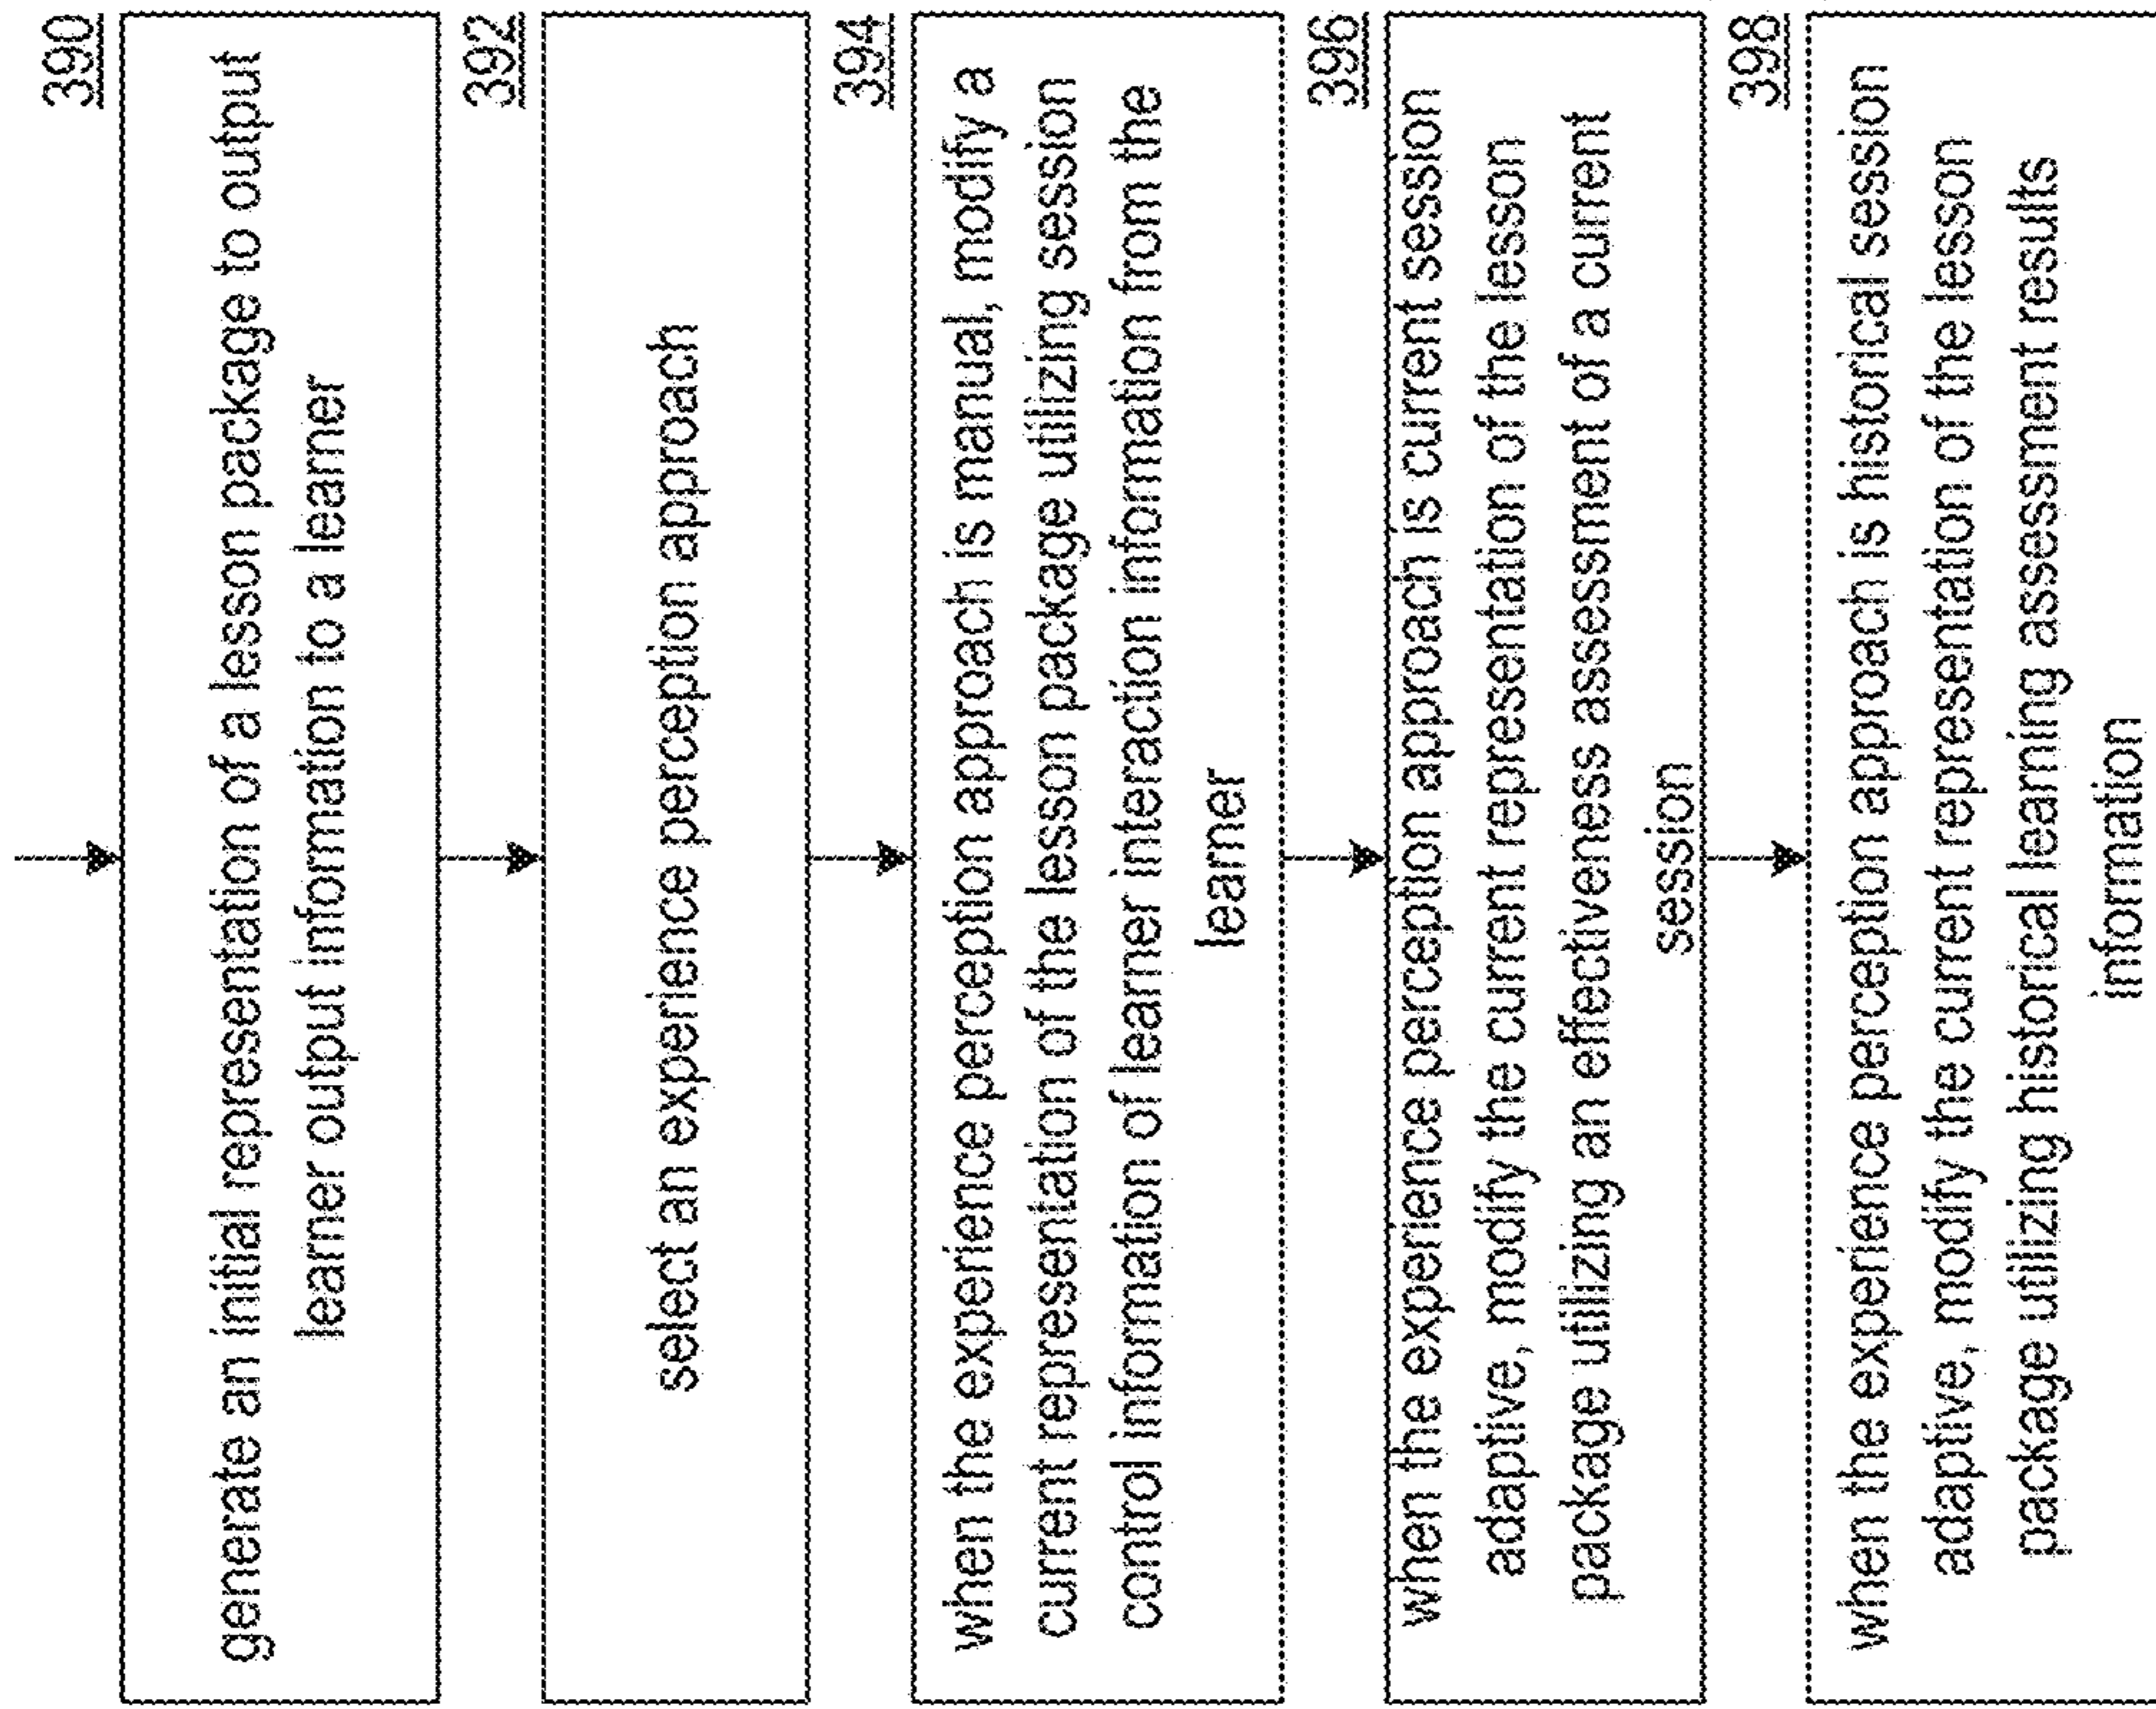 390
generate an initial representation of a lesson package to output
learner output information to a learner
392
select an experience perception approach
394
when the experience perception approach is manual, modify a
current representation of the lesson package utilizing session
control information of learner interaction information from the
learner
396
when the experience perception approach is current session
adaptive, modify the current representation of the lesson
package utilizing an effectiveness assessment of a current
session
398
when the experience perception approach is historical session
adaptive, modify the current representation of the lesson
package utilizing historical learning assessment results
information